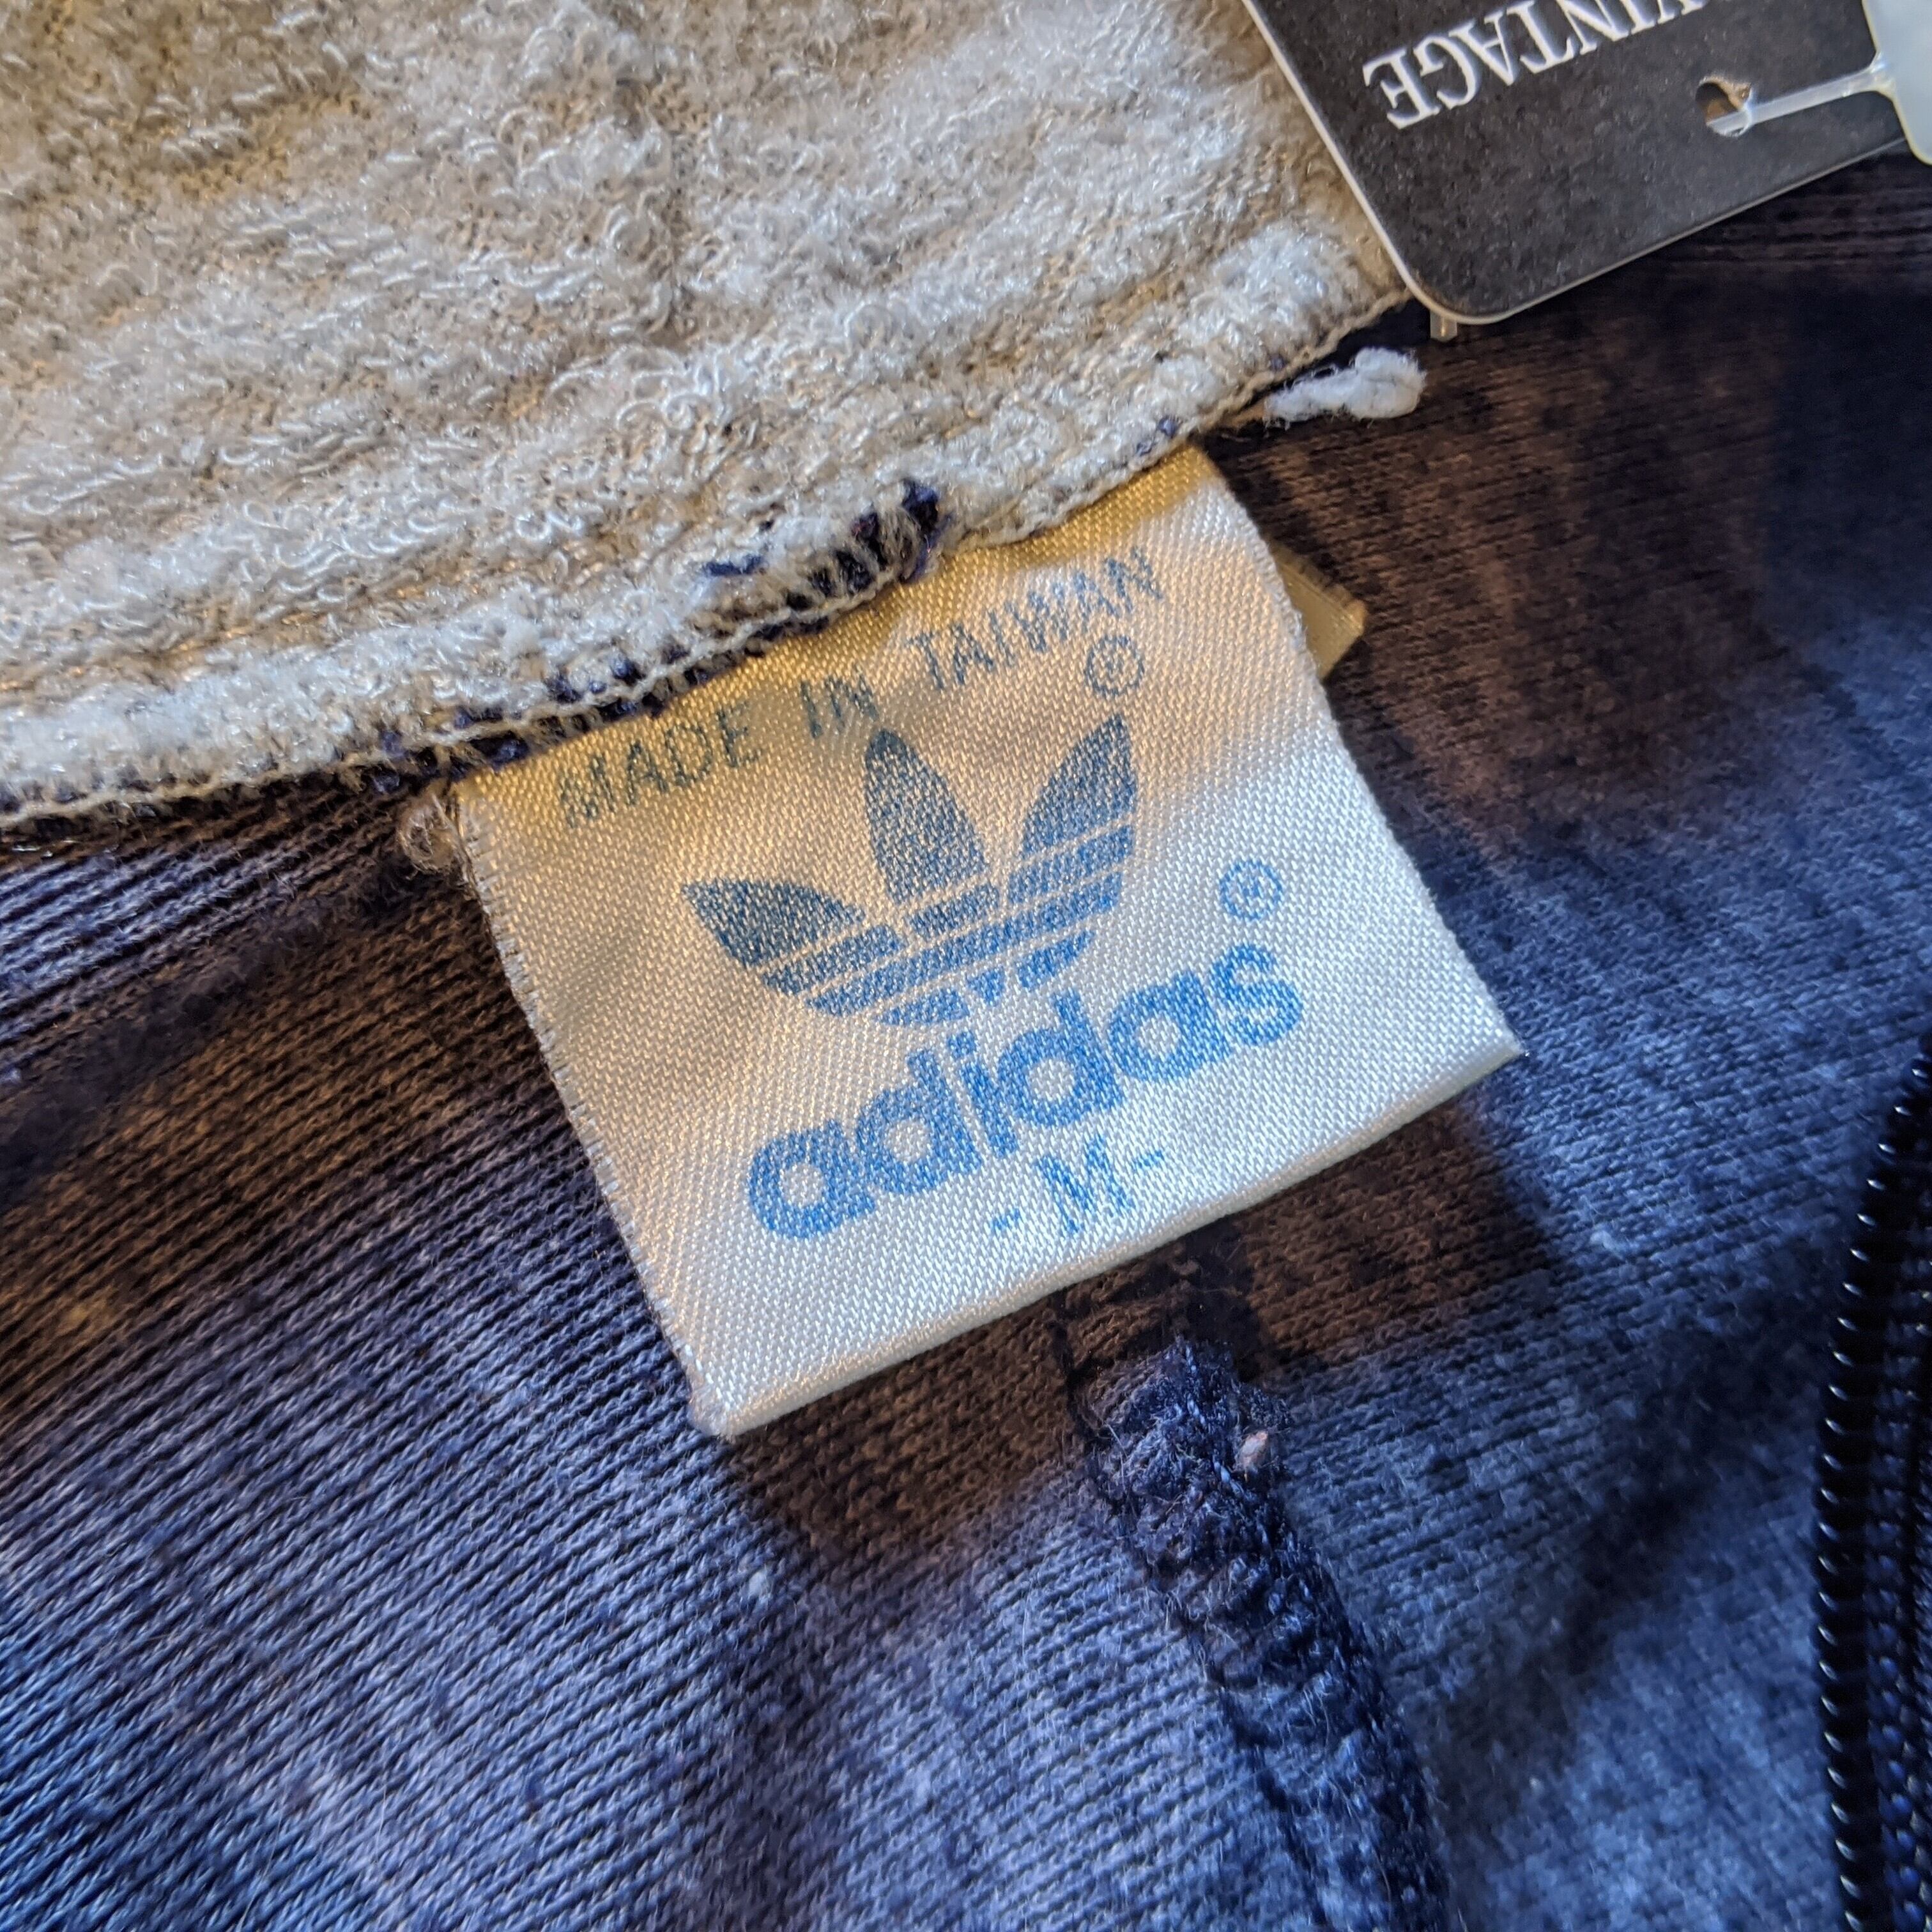 VINTAGE
MADE IN TAIWAN
®
®
adidas
-M-